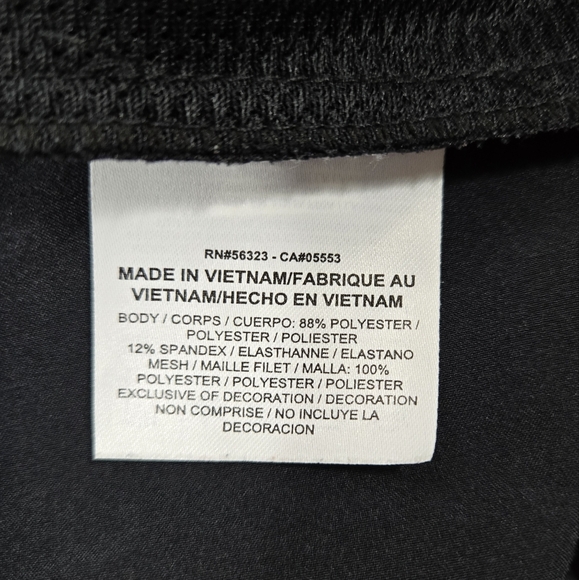 RN#56323 - CA#05553
MADE IN VIETNAM/FABRIQUE AU
VIETNAM/HECHO EN VIETNAM
BODY / CORPS / CUERPO: 88% POLYESTER /
POLYESTER / POLIESTER
12% SPANDEX / ELASTHANNE / ELASTANO
MESH / MAILLE FILET / MALLA: 100%
POLYESTER / POLYESTER / POLIESTER
EXCLUSIVE OF DECORATION / DECORATION
NON COMPRISE / NO INCLUYE LA
DECORACION